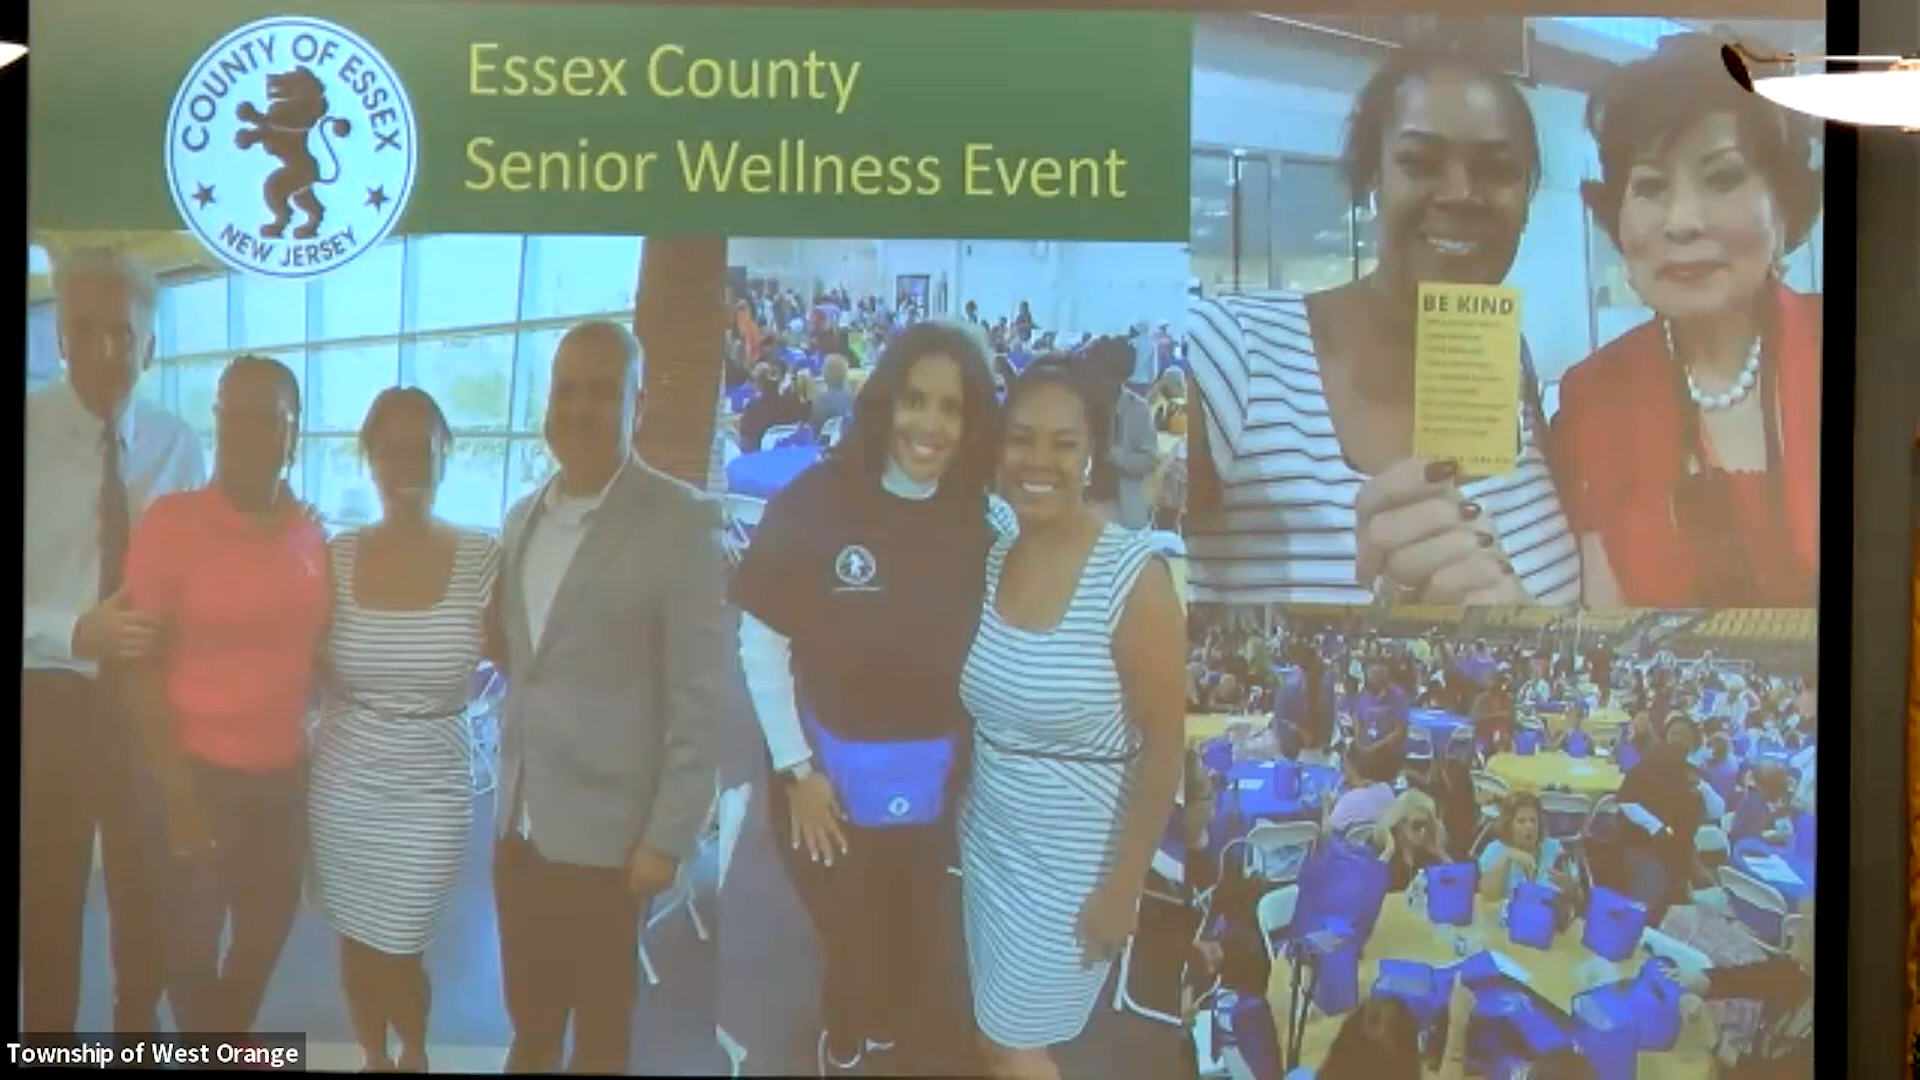 COUNTY OF ESSEX
NEW JERSEY
Essex County
Senior Wellness Event
BE KIND
Township of West Orange